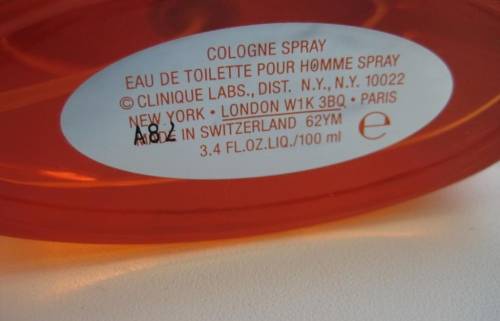 COLOGNE SPRAY
EAU DE TOILETTE POUR HOMME SPRAY
© CLINIQUE LABS., DIST. N.Y., N.Y. 10022
NEW YORK • LONDON W1K 3BQ • PARIS
MADE IN SWITZERLAND 62YM
A82
3.4 FL.OZ.LIQ./100 ml ℮